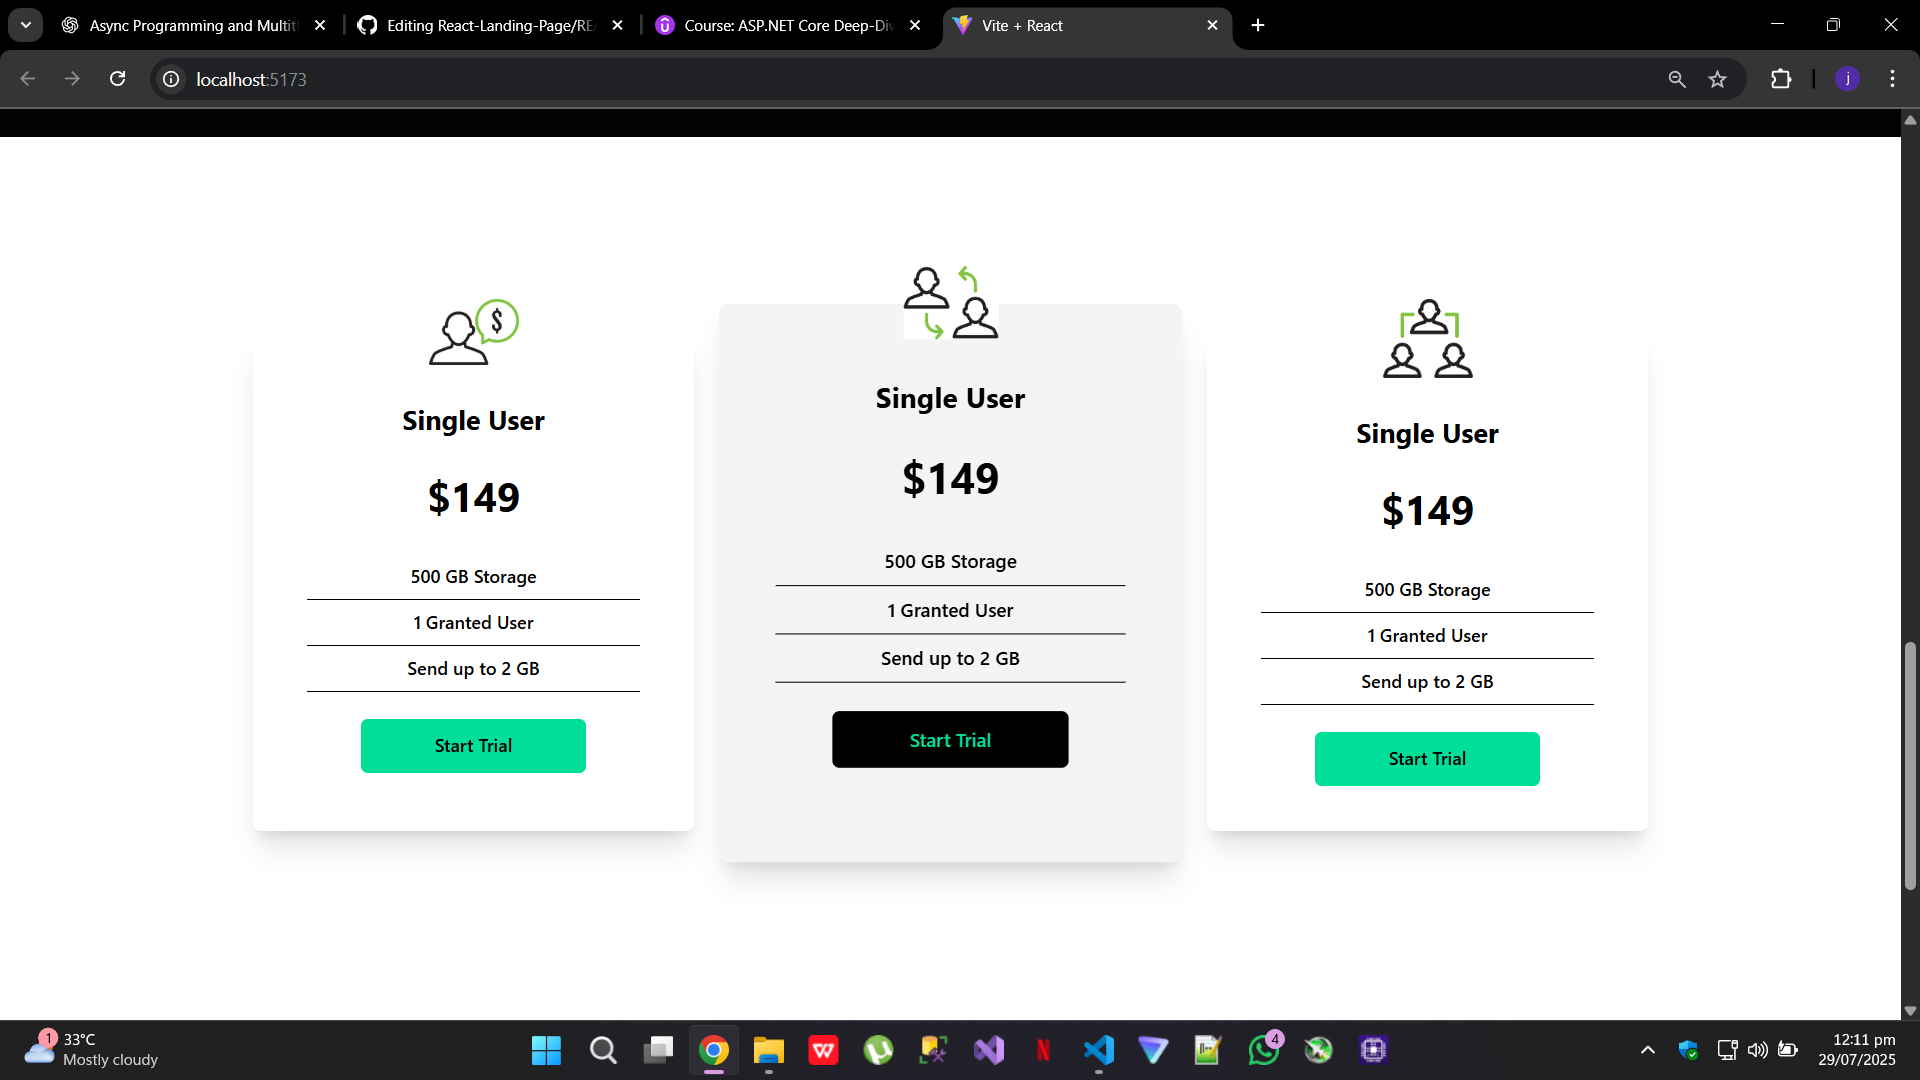 Async Programming and Multit
Editing React-Landing-Page/RE
Course: ASP.NET Core Deep-Di
Vite + React
localhost:5173
j
$
Single User
$149
500 GB Storage
1 Granted User
Send up to 2 GB
Start Trial
Single User
$149
500 GB Storage
1 Granted User
Send up to 2 GB
Start Trial
Single User
$149
500 GB Storage
1 Granted User
Send up to 2 GB
Start Trial
1
33°C
Mostly cloudy
W
N
4
12:11 pm
29/07/2025